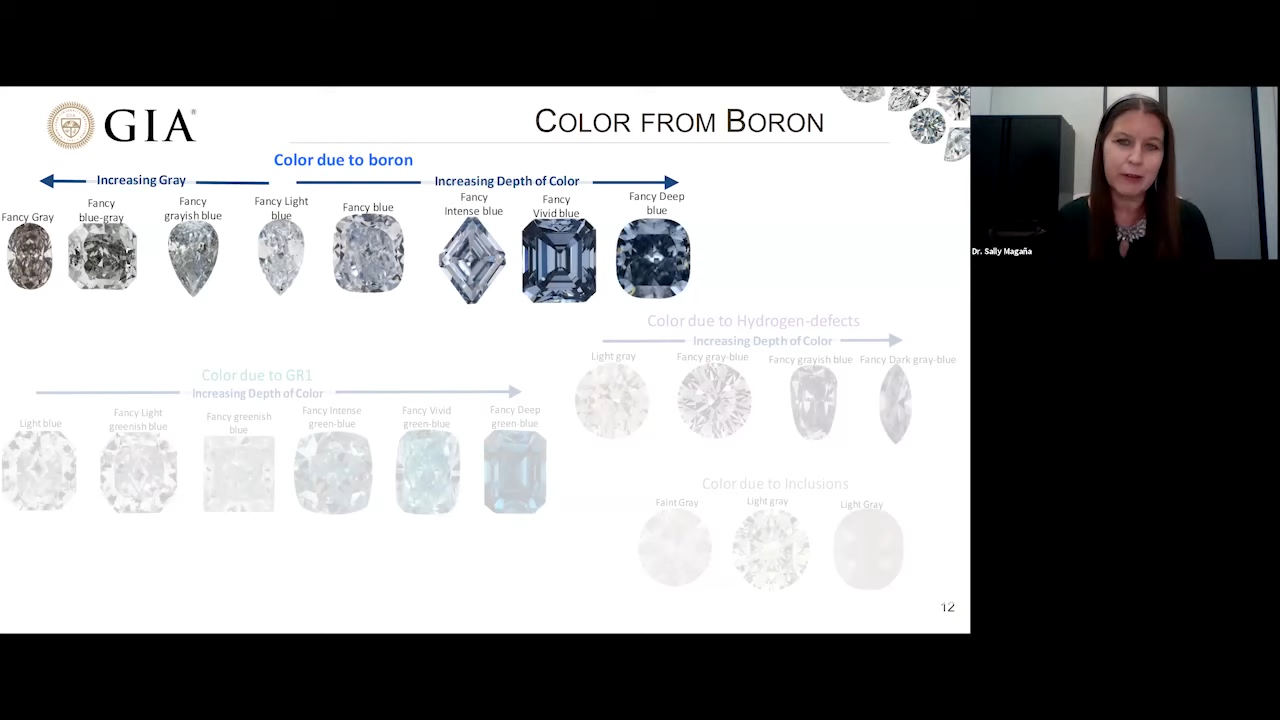 GIA®
COLOR FROM BORON
Color due to boron
Increasing Gray
Increasing Depth of Color
Fancy Gray
Fancy
blue-gray
Fancy
grayish blue
Fancy Light
blue
Fancy blue
Fancy
Intense blue
Fancy
Vivid blue
Fancy Deep
blue
Dr. Sally Magaña
Color due to Hydrogen-defects
Increasing Depth of Color
Light gray
Fancy gray-blue
Fancy grayish blue
Fancy Dark gray-blue
Color due to GR1
Increasing Depth of Color
Light blue
Fancy Light
greenish blue
Fancy greenish
blue
Fancy Intense
green-blue
Fancy Vivid
green-blue
Fancy Deep
green-blue
Color due to Inclusions
Faint Gray
Light gray
Light Gray
12